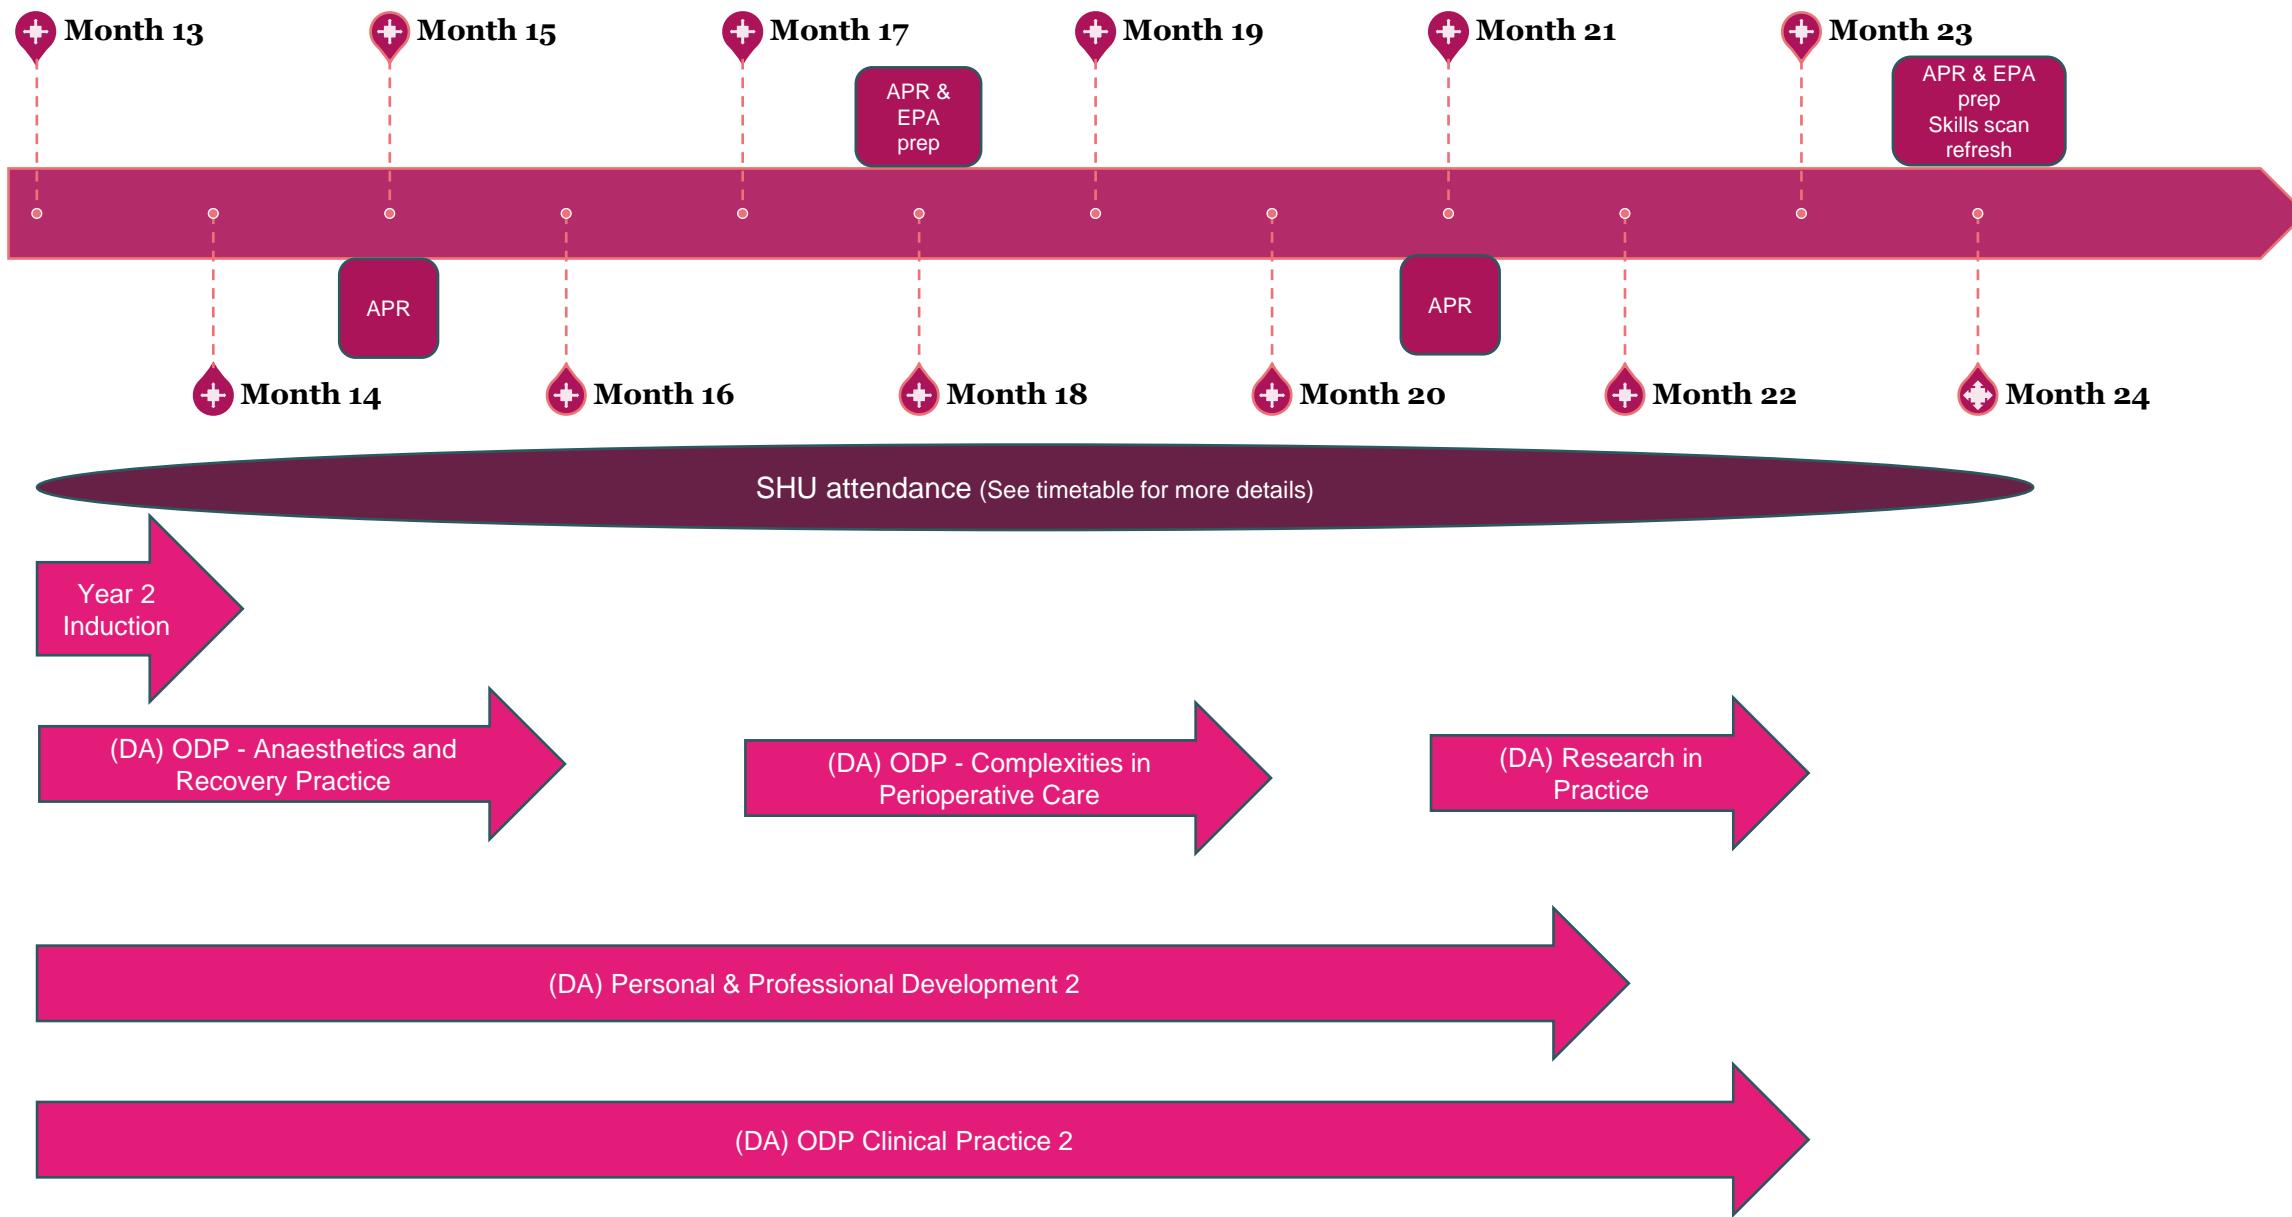 Month 13
Month 15
Month 17
Month 19
Month 21
Month 23
APR &
EPA
prep
APR & EPA
prep
Skills scan
refresh
APR
APR
Month 14
Month 16
Month 18
Month 20
Month 22
Month 24
SHU attendance (See timetable for more details)
Year 2
Induction
(DA) ODP - Anaesthetics and
Recovery Practice
(DA) ODP - Complexities in
Perioperative Care
(DA) Research in
Practice
(DA) Personal & Professional Development 2
(DA) ODP Clinical Practice 2